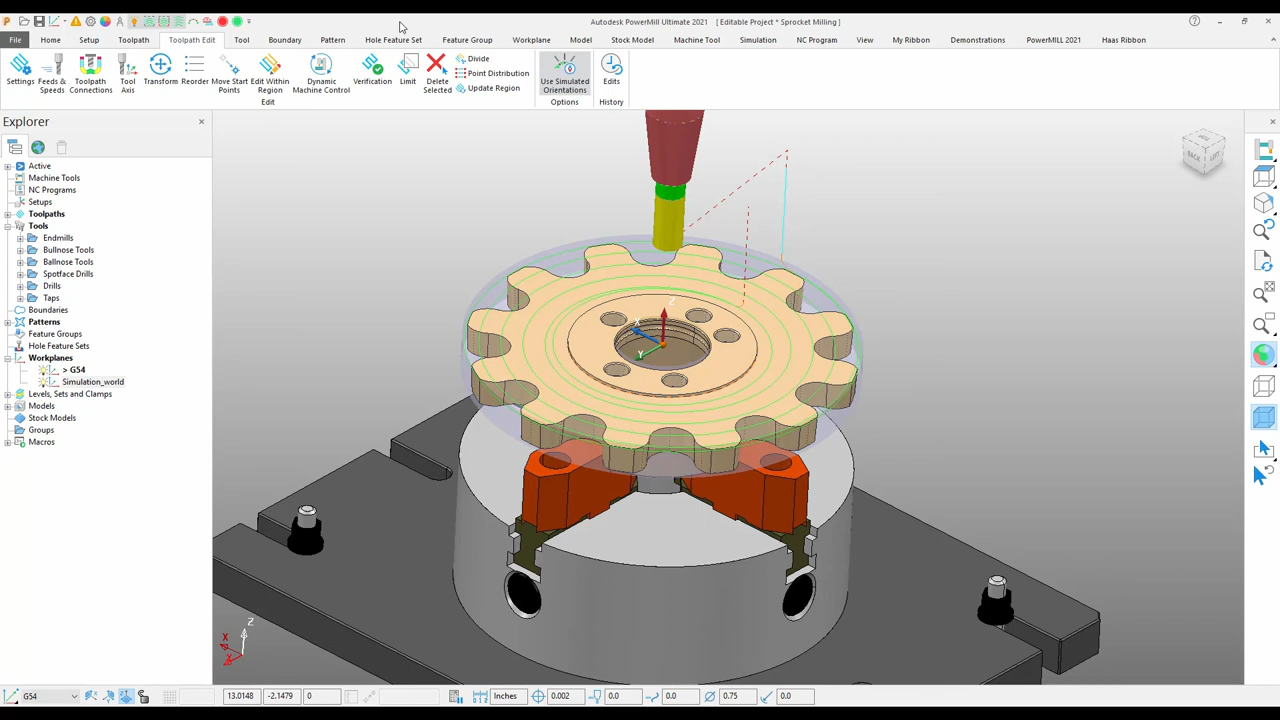 Autodesk PowerMill Ultimate 2021 [ Editable Project * Sprocket Milling ]
File Home Setup Toolpath Toolpath Edit Tool Boundary Pattern Hole Feature Set Feature Group Workplane Model Stock Model Machine Tool Simulation NC Program View My Ribbon Demonstrations PowerMILL 2021 Haas Ribbon
Settings
Feeds & Speeds
Toolpath Connections
Tool Axis
Transform
Reorder
Move Start Points
Edit Within Region
Dynamic Machine Control
Verification
Limit
Delete Selected
Divide
Point Distribution
Update Region
Use Simulated Orientations
Edits
Edit
Options
History
Explorer
Active
Machine Tools
NC Programs
Setups
Toolpaths
Tools
Endmills
Bullnose Tools
Ballnose Tools
Spotface Drills
Drills
Taps
Boundaries
Patterns
Feature Groups
Hole Feature Sets
Workplanes
> G54
Simulation_world
Levels, Sets and Clamps
Models
Stock Models
Groups
Macros
BACK
LEFT
Z
X
Y
Z
X
G54 13.0148 -2.1479 0 Inches 0.002 0.0 0.0 0.75 0.0